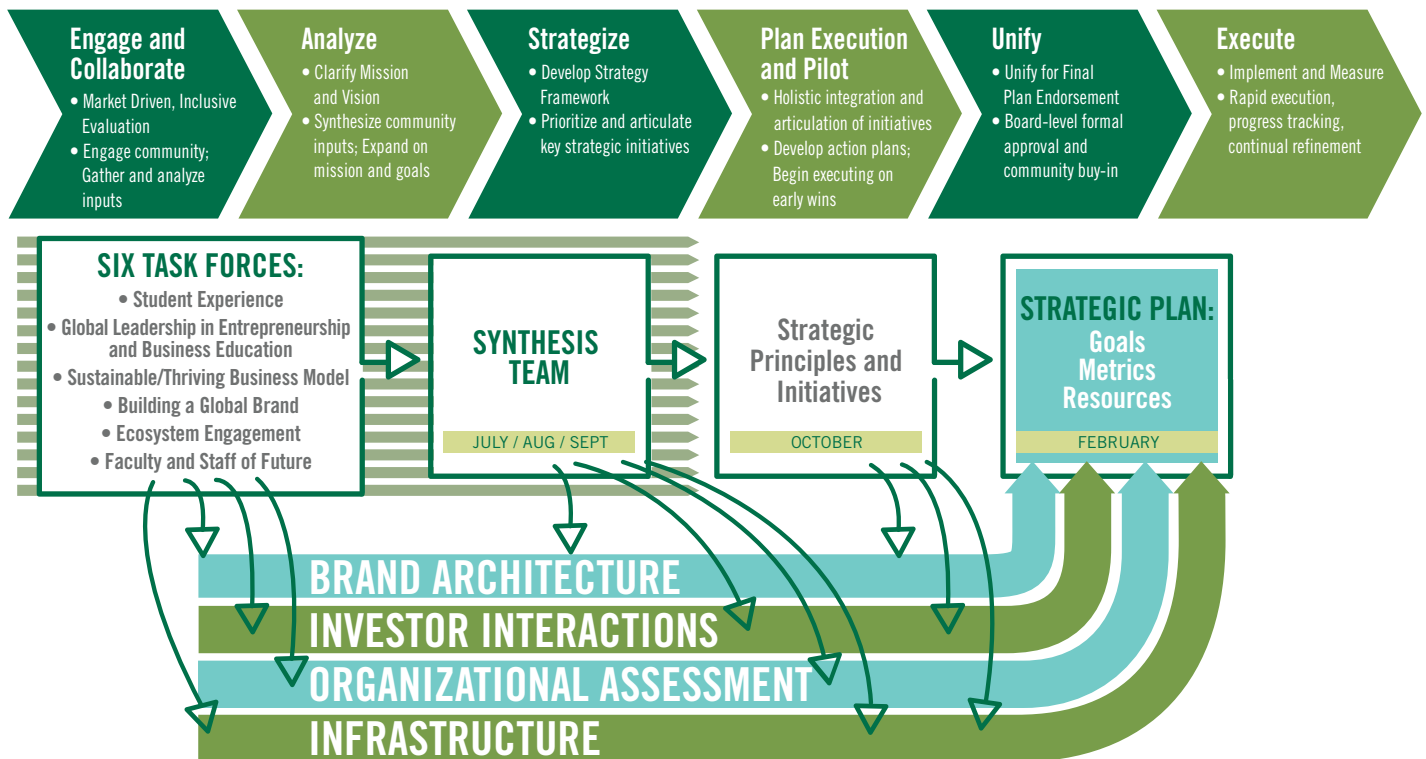 Engage and
Collaborate
• Market Driven, Inclusive
Evaluation
• Engage community;
Gather and analyze
inputs
Analyze
• Clarify Mission
and Vision
• Synthesize community
inputs; Expand on
mission and goals
Strategize
• Develop Strategy
Framework
• Prioritize and articulate
key strategic initiatives
Plan Execution
and Pilot
• Holistic integration and
articulation of initiatives
• Develop action plans;
Begin executing on
early wins
Unify
• Unify for Final
Plan Endorsement
• Board-level formal
approval and
community buy-in
Execute
• Implement and Measure
• Rapid execution,
progress tracking,
continual refinement
SIX TASK FORCES:
• Student Experience
• Global Leadership in Entrepreneurship
and Business Education
• Sustainable/Thriving Business Model
• Building a Global Brand
• Ecosystem Engagement
• Faculty and Staff of Future
SYNTHESIS
TEAM
JULY / AUG / SEPT
Strategic
Principles and
Initiatives
OCTOBER
STRATEGIC PLAN:
Goals
Metrics
Resources
FEBRUARY
BRAND ARCHITECTURE
INVESTOR INTERACTIONS
ORGANIZATIONAL ASSESSMENT
INFRASTRUCTURE